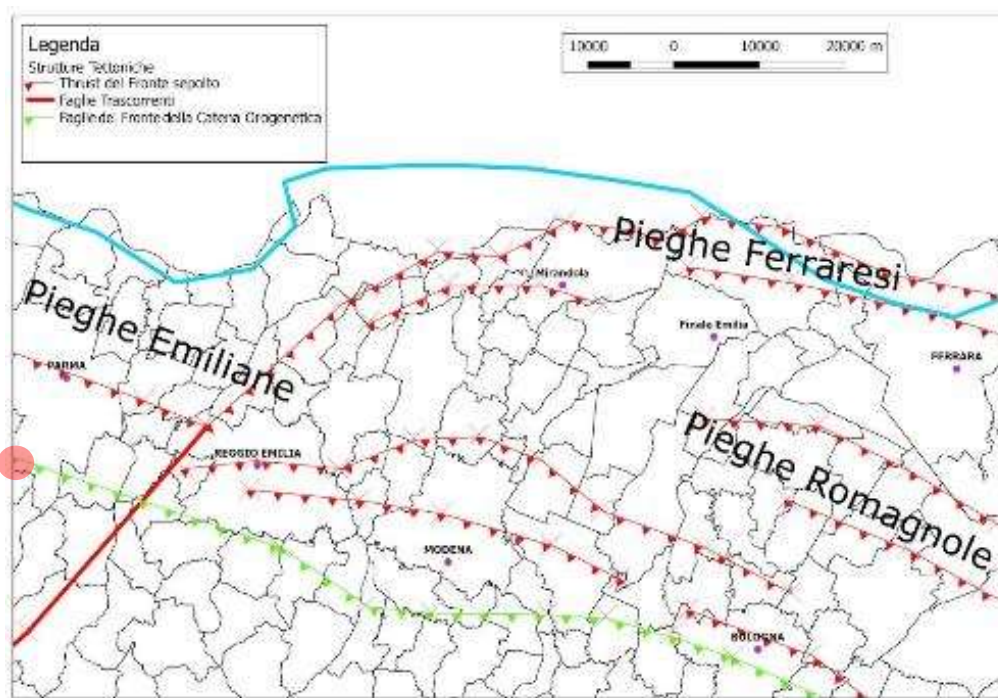 Legenda
Strutture Tettoniche
Thrust del Fronte sepolto
Faglie Trascorrenti
Faglie del Fronte della Catena Orogenetica
10000 0 10000 20000 m
Pieghe Ferraresi
Mirandola
Pieghe Emiliane
Finale Emilia
FERRARA
PARMA
Pieghe Romagnole
REGGIO EMILIA
MODENA
BOLOGNA